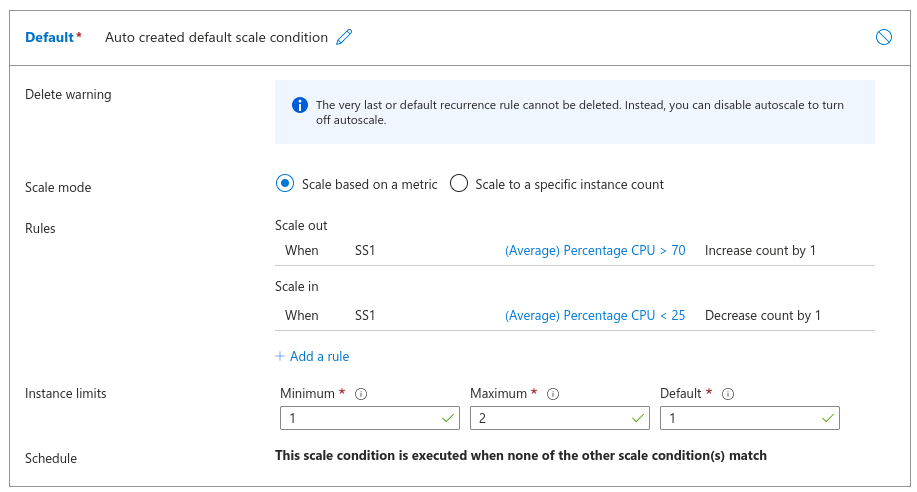 Default* Auto created default scale condition
Delete warning
The very last or default recurrence rule cannot be deleted. Instead, you can disable autoscale to turn
off autoscale.
Scale mode
Scale based on a metric Scale to a specific instance count
Rules
Scale out
When SS1 (Average) Percentage CPU > 70 Increase count by 1
Scale in
When SS1 (Average) Percentage CPU < 25 Decrease count by 1
+ Add a rule
Instance limits
Minimum * Maximum * Default *
1 2 1
Schedule
This scale condition is executed when none of the other scale condition(s) match